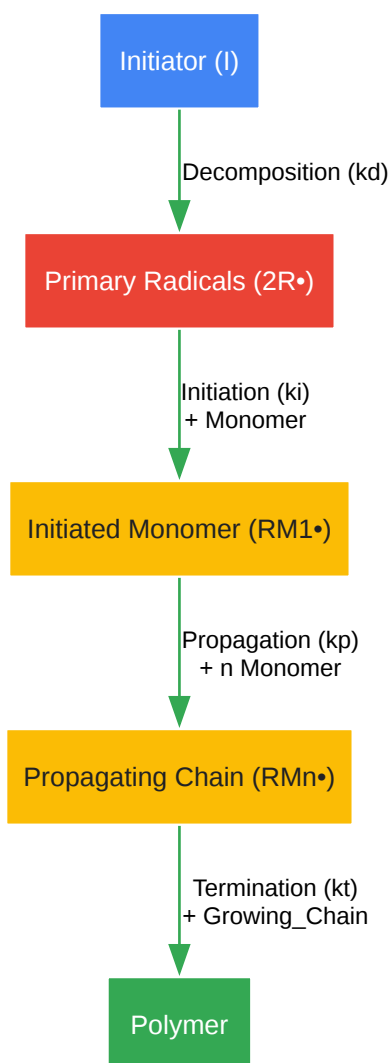 Initiator (I)
Decomposition (kd)
Primary Radicals (2R•)
Initiation (ki)
+ Monomer
Initiated Monomer (RM1•)
Propagation (kp)
+ n Monomer
Propagating Chain (RMn•)
Termination (kt)
+ Growing_Chain
Polymer